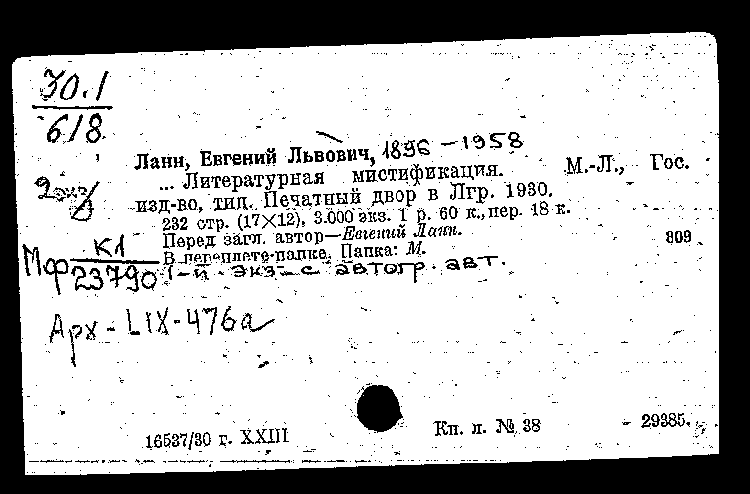 30.1
618
Ланн, Евгений Львович, 1896 – 1958
... Литературная мистификация. М.-Л., Гос.
2 экз
изд-во, тип. Печатный двор в Лгр. 1930.
232 стр. (17×12), 3.000 экз. 1 р. 60 к., пер. 18 к.
Перед загл. автор—Евгений Ланн.
809
В переплете-папке. Папка: М.
Мф К1
23790
1-й экз – с автогр. авт.
Арх – LIX – 476а
16537/30 г. XXIII Кн. л. № 38 29385.